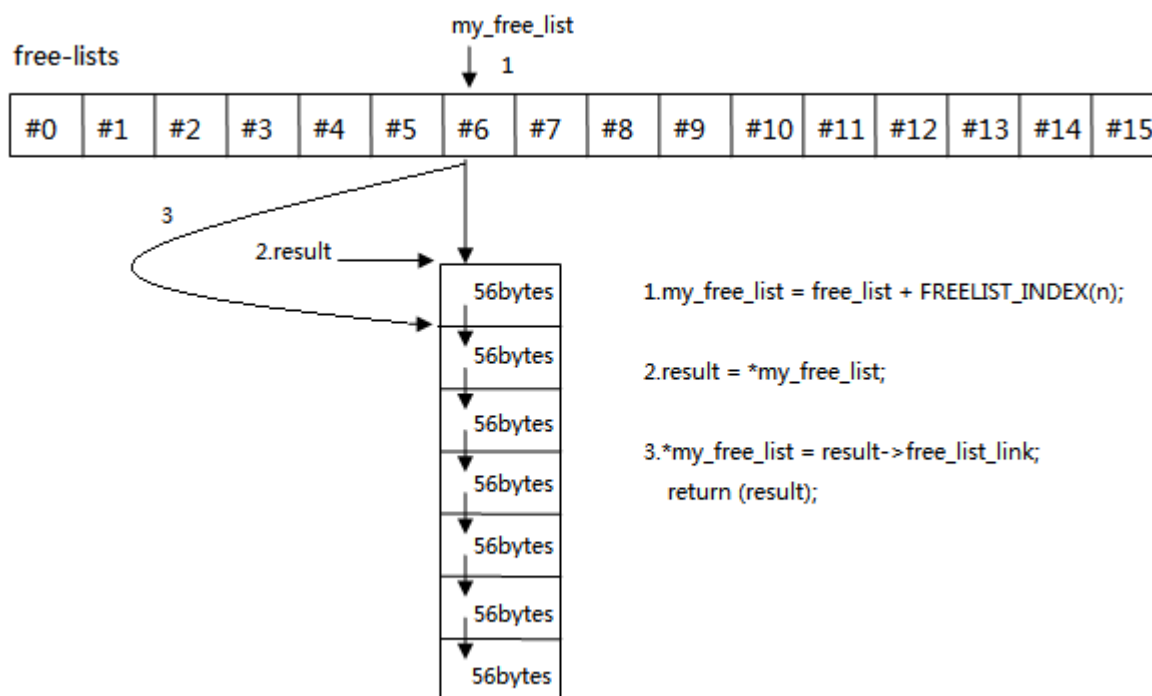 my_free_list
1
free-lists
#0 #1 #2 #3 #4 #5 #6 #7 #8 #9 #10 #11 #12 #13 #14 #15
3
2.result
56bytes
1.my_free_list = free_list + FREELIST_INDEX(n);
56bytes
2.result = *my_free_list;
56bytes
3.*my_free_list = result->free_list_link;
56bytes
return (result);
56bytes
56bytes
56bytes